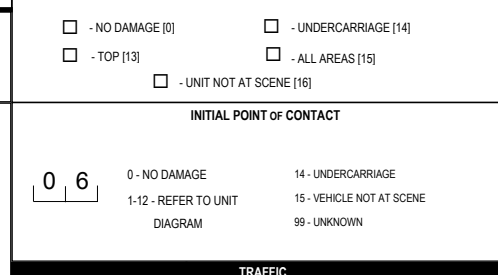 ☐ - NO DAMAGE [0] ☐ - UNDERCARRIAGE [14]
☐ - TOP [13] ☐ - ALL AREAS [15]
☐ - UNIT NOT AT SCENE [16]
INITIAL POINT OF CONTACT
0 6
0 - NO DAMAGE 14 - UNDERCARRIAGE
1-12 - REFER TO UNIT 15 - VEHICLE NOT AT SCENE
DIAGRAM 99 - UNKNOWN
TRAFFIC